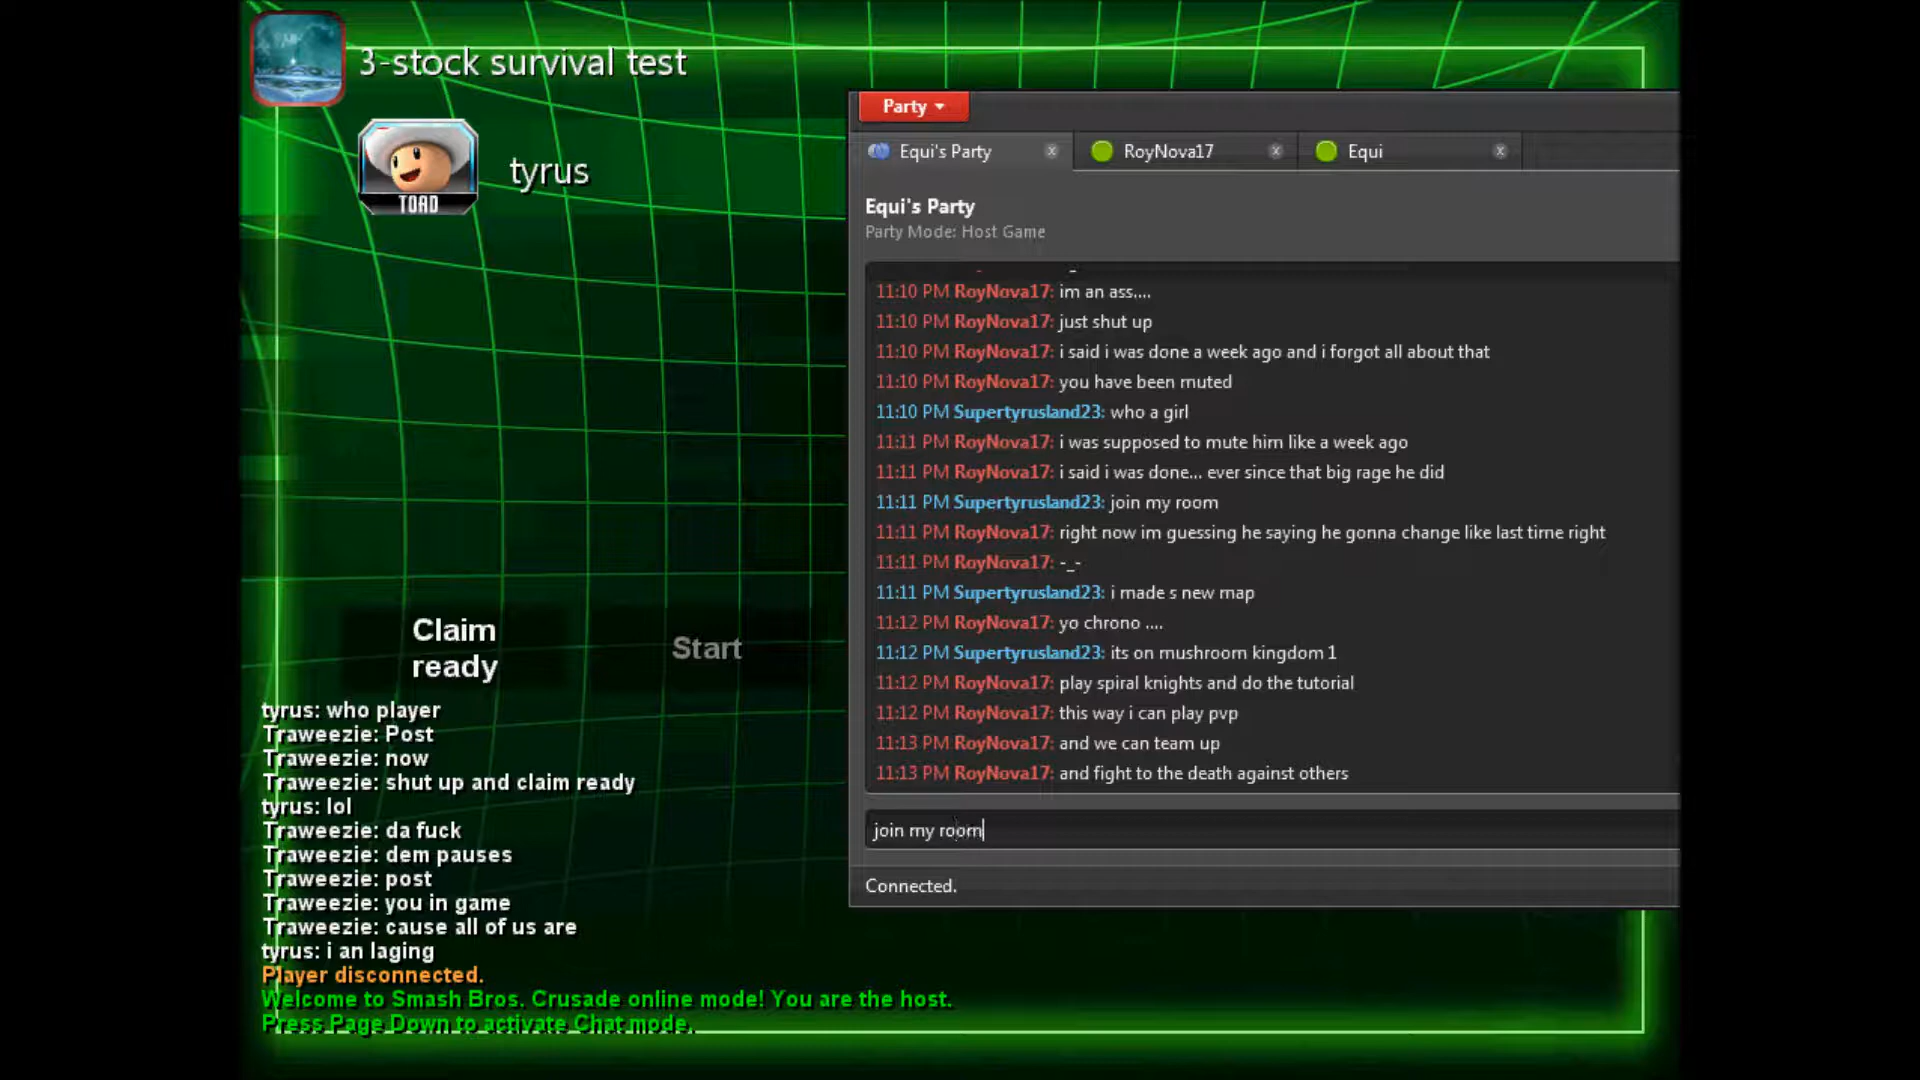 3-stock survival test
TOAD
tyrus
Claim
ready
Start
tyrus: who player
Traweezie: Post
Traweezie: now
Traweezie: shut up and claim ready
tyrus: lol
Traweezie: da fuck
Traweezie: dem pauses
Traweezie: post
Traweezie: you in game
Traweezie: cause all of us are
tyrus: i an laging
Player disconnected.
Welcome to Smash Bros. Crusade online mode! You are the host.
Press Page Down to activate Chat mode.
Party
Equi's Party
RoyNova17
Equi
Equi's Party
Party Mode: Host Game
11:10 PM RoyNova17: im an ass....
11:10 PM RoyNova17: just shut up
11:10 PM RoyNova17: i said i was done a week ago and i forgot all about that
11:10 PM RoyNova17: you have been muted
11:10 PM Supertyrusland23: who a girl
11:11 PM RoyNova17: i was supposed to mute him like a week ago
11:11 PM RoyNova17: i said i was done... ever since that big rage he did
11:11 PM Supertyrusland23: join my room
11:11 PM RoyNova17: right now im guessing he saying he gonna change like last time right
11:11 PM RoyNova17: -_-
11:11 PM Supertyrusland23: i made s new map
11:12 PM RoyNova17: yo chrono ....
11:12 PM Supertyrusland23: its on mushroom kingdom 1
11:12 PM RoyNova17: play spiral knights and do the tutorial
11:12 PM RoyNova17: this way i can play pvp
11:13 PM RoyNova17: and we can team up
11:13 PM RoyNova17: and fight to the death against others
join my room
Connected.